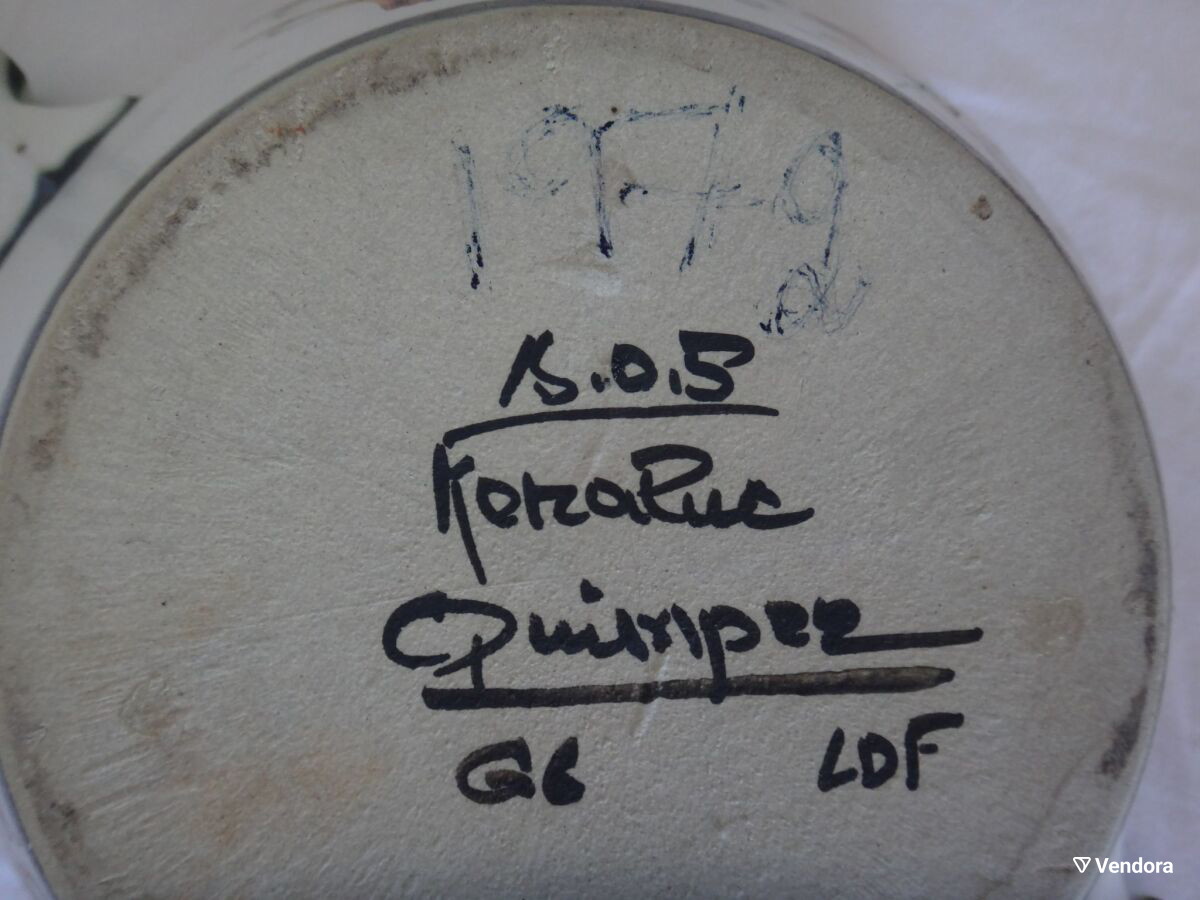 1979
B.O.B
Keraluc
Quimper
G6 LDF
Vendora